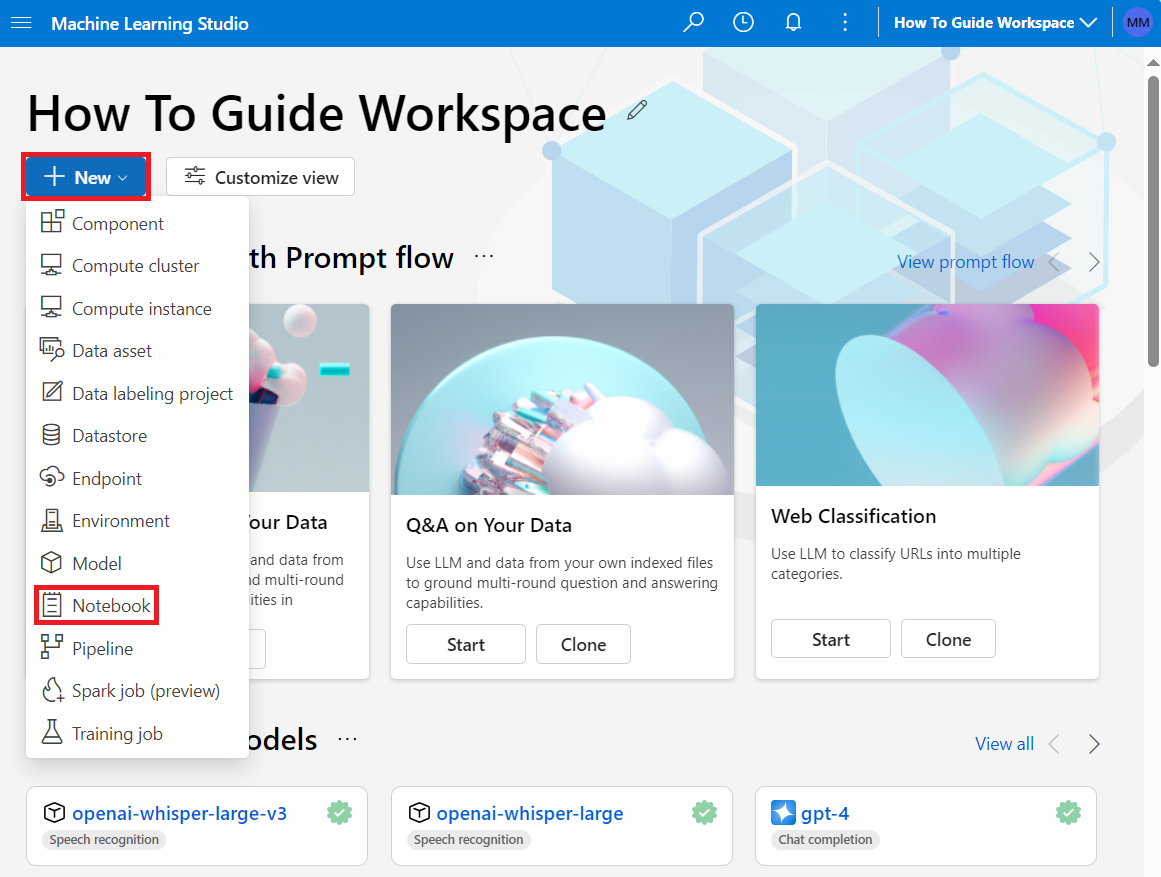 Machine Learning Studio
How To Guide Workspace
MM
How To Guide Workspace
New
Customize view
Component
Compute cluster
Compute instance
Data asset
Data labeling project
Datastore
Endpoint
Environment
Model
Notebook
Pipeline
Spark job (preview)
Training job
th Prompt flow ...
View prompt flow
our Data
and data from
nd multi-round
ities in
Q&A on Your Data
Use LLM and data from your own indexed files
to ground multi-round question and answering
capabilities.
Start
Clone
Web Classification
Use LLM to classify URLs into multiple
categories.
Start
Clone
odels ...
View all
openai-whisper-large-v3
Speech recognition
openai-whisper-large
Speech recognition
gpt-4
Chat completion